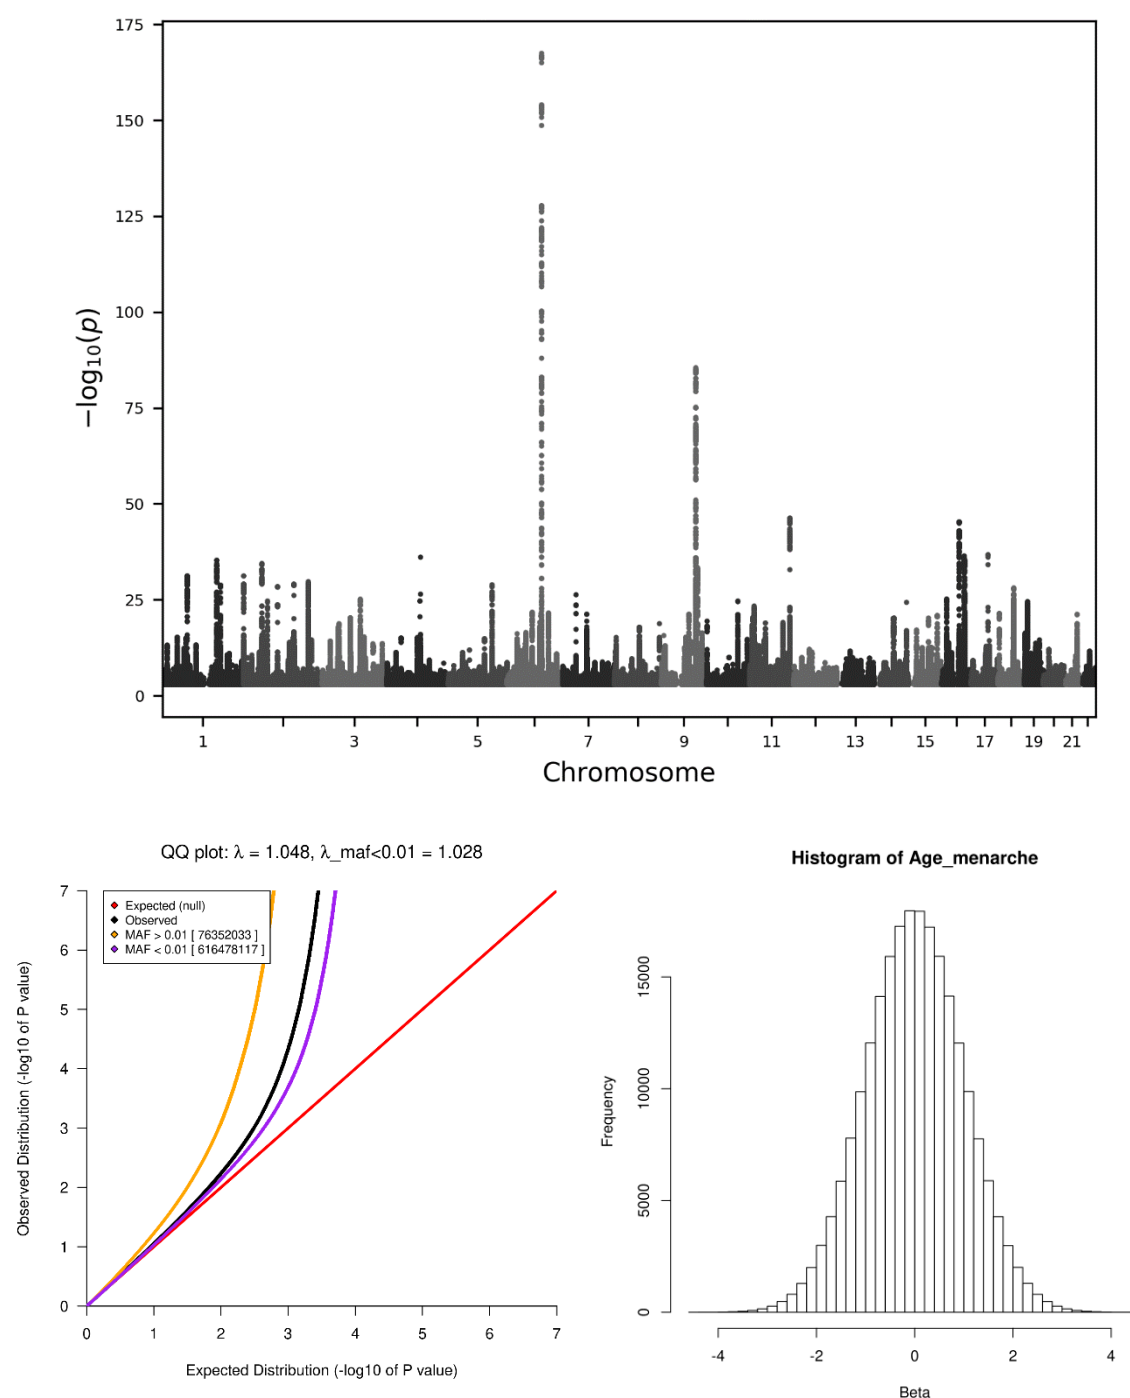 175
150
125
100
75
50
25
0
−log₁₀(p)
1 3 5 7 9 11 13 15 17 19 21
Chromosome
QQ plot: λ = 1.048, λ_maf<0.01 = 1.028
Expected (null)
Observed
MAF > 0.01 [ 76352033 ]
MAF < 0.01 [ 616478117 ]
7
6
5
4
3
2
1
0
Observed Distribution (-log10 of P value)
0 1 2 3 4 5 6 7
Expected Distribution (-log10 of P value)
Histogram of Age_menarche
15000
10000
5000
0
Frequency
-4 -2 0 2 4
Beta